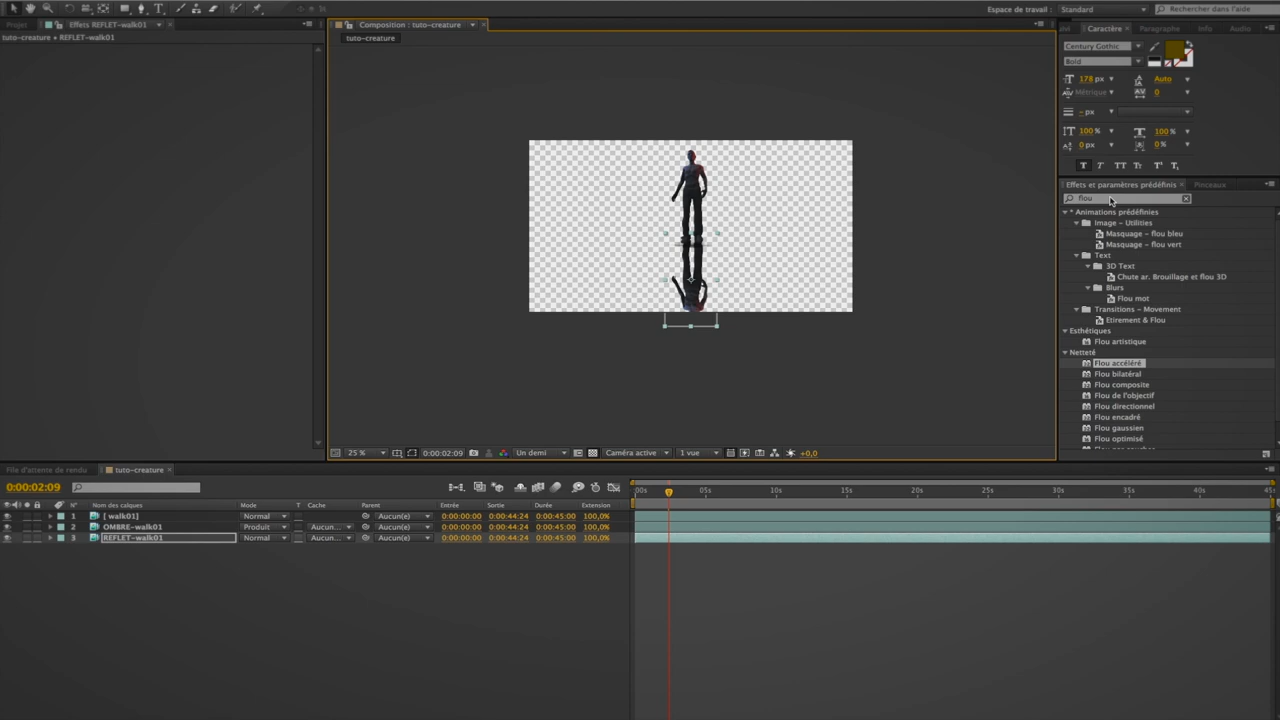 Espace de travail : Standard Rechercher dans l'aide
Projet Effets REFLET-walk01 Composition : tuto-creature Caractère Paragraphe Info Audio
tuto-creature • REFLET-walk01 tuto-creature
Century Gothic
Bold
178 px Auto
Métrique 0
- px
100 % 100 %
0 px 0 %
T T TT Tr T' T,
Effets et paramètres prédéfinis Pinceaux
flou
* Animations prédéfinies
Image – Utilities
Masquage – flou bleu
Masquage – flou vert
Text
3D Text
Chute ar. Brouillage et flou 3D
Blurs
Flou mot
Transitions – Movement
Etirement & Flou
Esthétiques
Flou artistique
Netteté
Flou accéléré
Flou bilatéral
Flou composite
Flou de l'objectif
Flou directionnel
Flou encadré
Flou gaussien
Flou optimisé
25 % 0:00:02:09 Un demi Caméra active 1 vue +0,0
File d'attente de rendu tuto-creature
0:00:02:09
:00s 05s 10s 15s 20s 25s 30s 35s 40s 45s
N° Nom des calques Mode T Cache Parent Entrée Sortie Durée Extension
1 [ walk01] Normal Aucun(e) 0:00:00:00 0:00:44:24 0:00:45:00 100,0%
2 OMBRE-walk01 Produit Aucun... Aucun(e) 0:00:00:00 0:00:44:24 0:00:45:00 100,0%
3 REFLET-walk01 Normal Aucun... Aucun(e) 0:00:00:00 0:00:44:24 0:00:45:00 100,0%